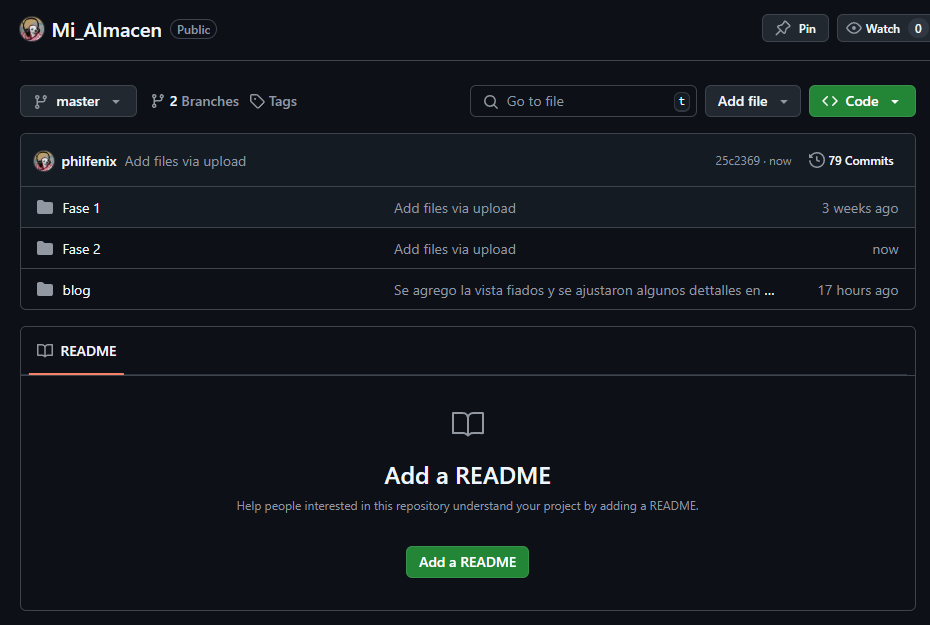 Mi_Almacen Public Pin Watch 0
master 2 Branches Tags Go to file t Add file Code
philfenix Add files via upload 25c2369 · now 79 Commits
Fase 1 Add files via upload 3 weeks ago
Fase 2 Add files via upload now
blog Se agrego la vista fiados y se ajustaron algunos dettalles en ... 17 hours ago
README
Add a README
Help people interested in this repository understand your project by adding a README.
Add a README